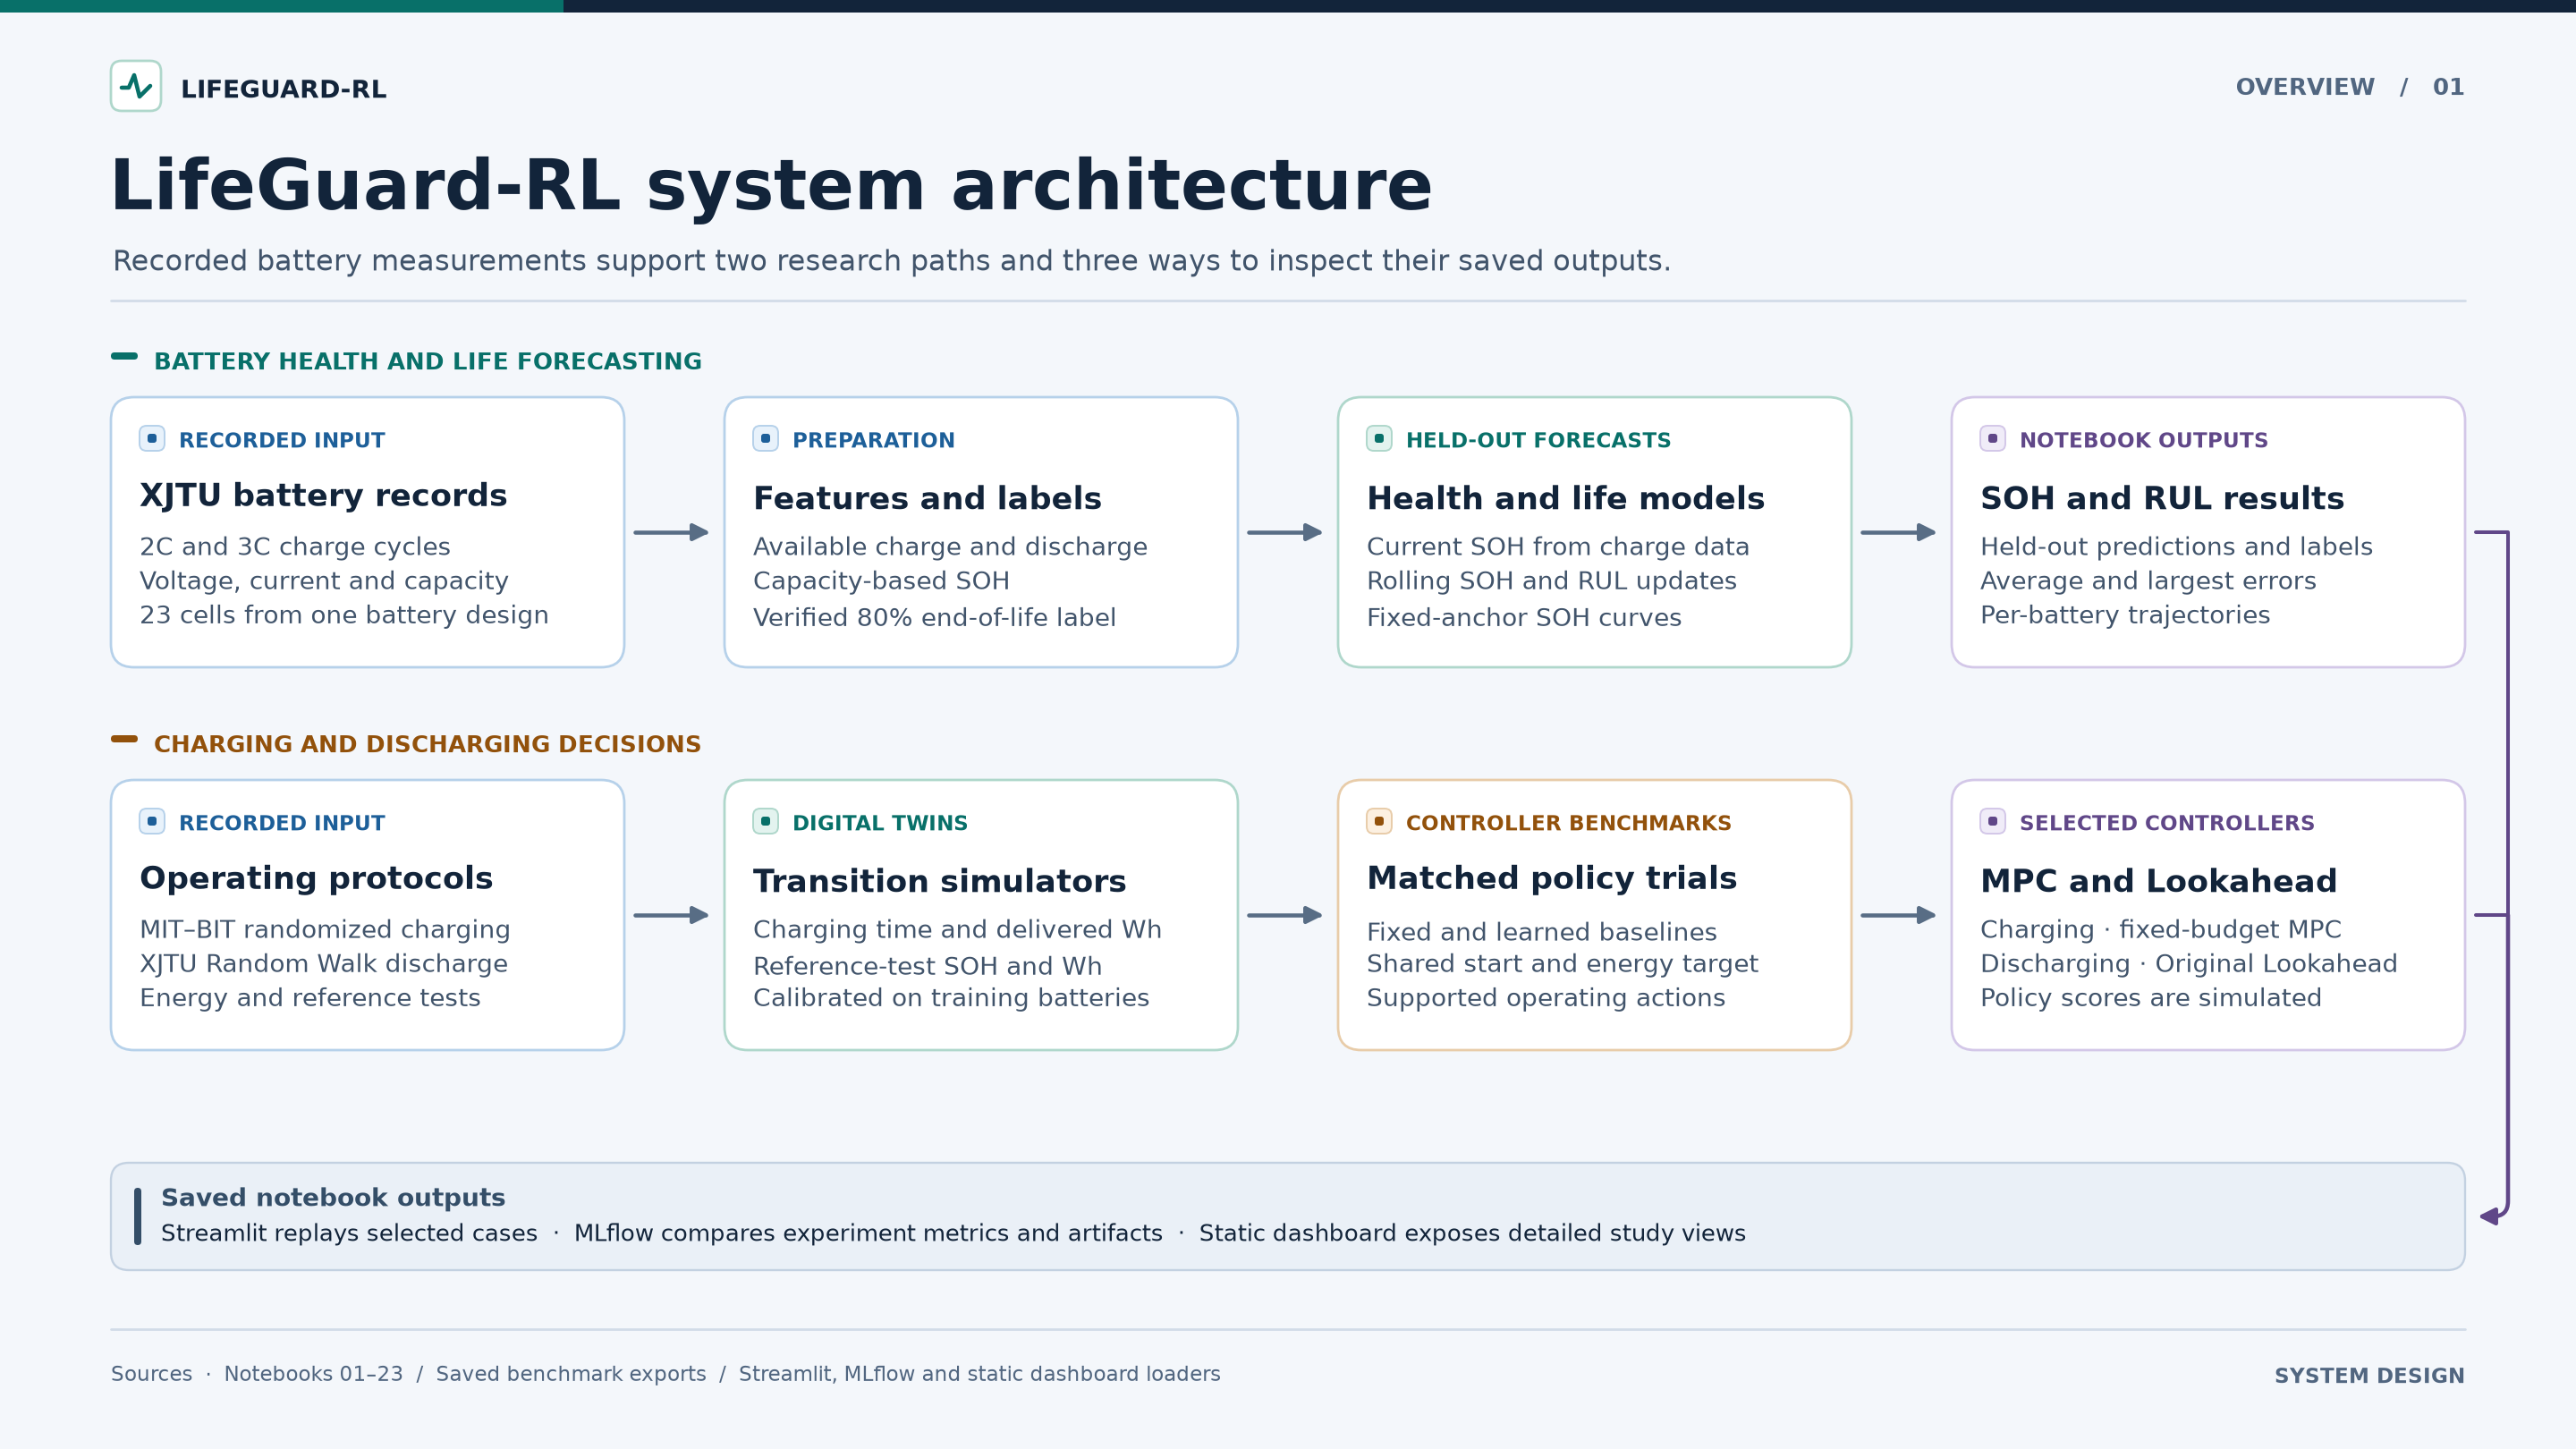 LIFEGUARD-RL
OVERVIEW / 01
LifeGuard-RL system architecture
Recorded battery measurements support two research paths and three ways to inspect their saved outputs.
BATTERY HEALTH AND LIFE FORECASTING
RECORDED INPUT
XJTU battery records
2C and 3C charge cycles
Voltage, current and capacity
23 cells from one battery design
PREPARATION
Features and labels
Available charge and discharge
Capacity-based SOH
Verified 80% end-of-life label
HELD-OUT FORECASTS
Health and life models
Current SOH from charge data
Rolling SOH and RUL updates
Fixed-anchor SOH curves
NOTEBOOK OUTPUTS
SOH and RUL results
Held-out predictions and labels
Average and largest errors
Per-battery trajectories
CHARGING AND DISCHARGING DECISIONS
RECORDED INPUT
Operating protocols
MIT–BIT randomized charging
XJTU Random Walk discharge
Energy and reference tests
DIGITAL TWINS
Transition simulators
Charging time and delivered Wh
Reference-test SOH and Wh
Calibrated on training batteries
CONTROLLER BENCHMARKS
Matched policy trials
Fixed and learned baselines
Shared start and energy target
Supported operating actions
SELECTED CONTROLLERS
MPC and Lookahead
Charging · fixed-budget MPC
Discharging · Original Lookahead
Policy scores are simulated
Saved notebook outputs
Streamlit replays selected cases · MLflow compares experiment metrics and artifacts · Static dashboard exposes detailed study views
Sources · Notebooks 01–23 / Saved benchmark exports / Streamlit, MLflow and static dashboard loaders
SYSTEM DESIGN